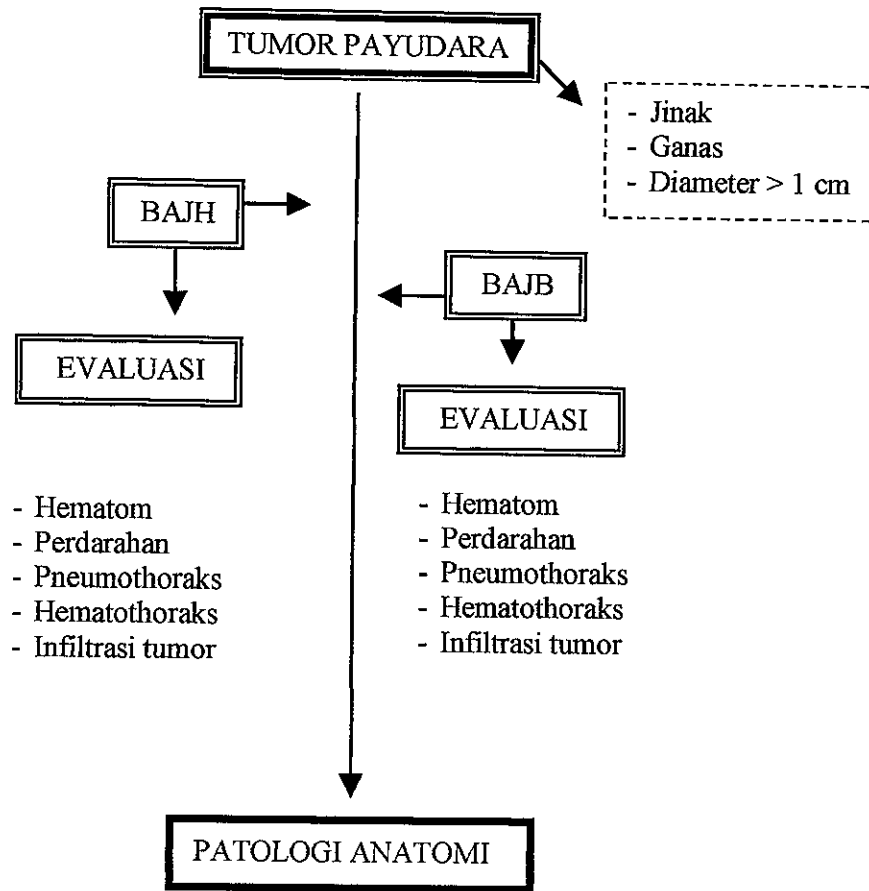 TUMOR PAYUDARA
- Jinak
- Ganas
- Diameter > 1 cm
BAJH
BAJB
EVALUASI
EVALUASI
- Hematom
- Perdarahan
- Pneumothoraks
- Hematothoraks
- Infiltrasi tumor
- Hematom
- Perdarahan
- Pneumothoraks
- Hematothoraks
- Infiltrasi tumor
PATOLOGI ANATOMI